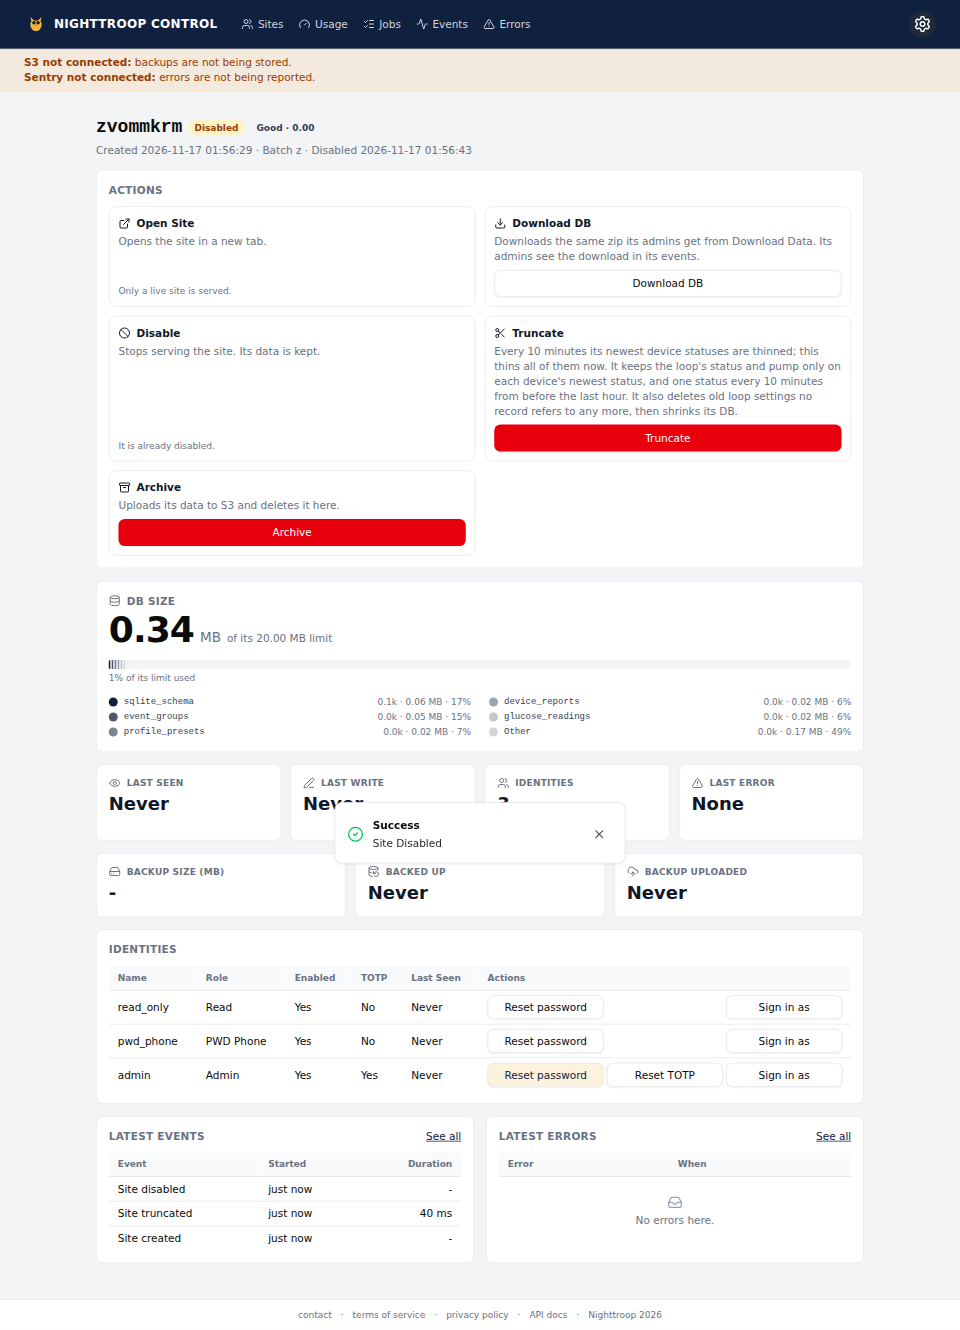 NIGHTTROOP CONTROL Sites Usage Jobs Events Errors
S3 not connected: backups are not being stored.
Sentry not connected: errors are not being reported.
zvommkrm Disabled Good · 0.00
Created 2026-11-17 01:56:29 · Batch z · Disabled 2026-11-17 01:56:43
ACTIONS
Open Site
Opens the site in a new tab.
Only a live site is served.
Download DB
Downloads the same zip its admins get from Download Data. Its
admins see the download in its events.
Download DB
Disable
Stops serving the site. Its data is kept.
It is already disabled.
Truncate
Every 10 minutes its newest device statuses are thinned; this
thins all of them now. It keeps the loop's status and pump only on
each device's newest status, and one status every 10 minutes
from before the last hour. It also deletes old loop settings no
record refers to any more, then shrinks its DB.
Truncate
Archive
Uploads its data to S3 and deletes it here.
Archive
DB SIZE
0.34 MB of its 20.00 MB limit
1% of its limit used
sqlite_schema 0.1k · 0.06 MB · 17%
event_groups 0.0k · 0.05 MB · 15%
profile_presets 0.0k · 0.02 MB · 7%
device_reports 0.0k · 0.02 MB · 6%
glucose_readings 0.0k · 0.02 MB · 6%
Other 0.0k · 0.17 MB · 49%
LAST SEEN
Never
LAST WRITE
Never
IDENTITIES
LAST ERROR
None
Success
Site Disabled
BACKUP SIZE (MB)
-
BACKED UP
Never
BACKUP UPLOADED
Never
IDENTITIES
Name Role Enabled TOTP Last Seen Actions
read_only Read Yes No Never Reset password Sign in as
pwd_phone PWD Phone Yes No Never Reset password Sign in as
admin Admin Yes Yes Never Reset password Reset TOTP Sign in as
LATEST EVENTS See all
Event Started Duration
Site disabled just now -
Site truncated just now 40 ms
Site created just now -
LATEST ERRORS See all
Error When
No errors here.
contact · terms of service · privacy policy · API docs · Nighttroop 2026